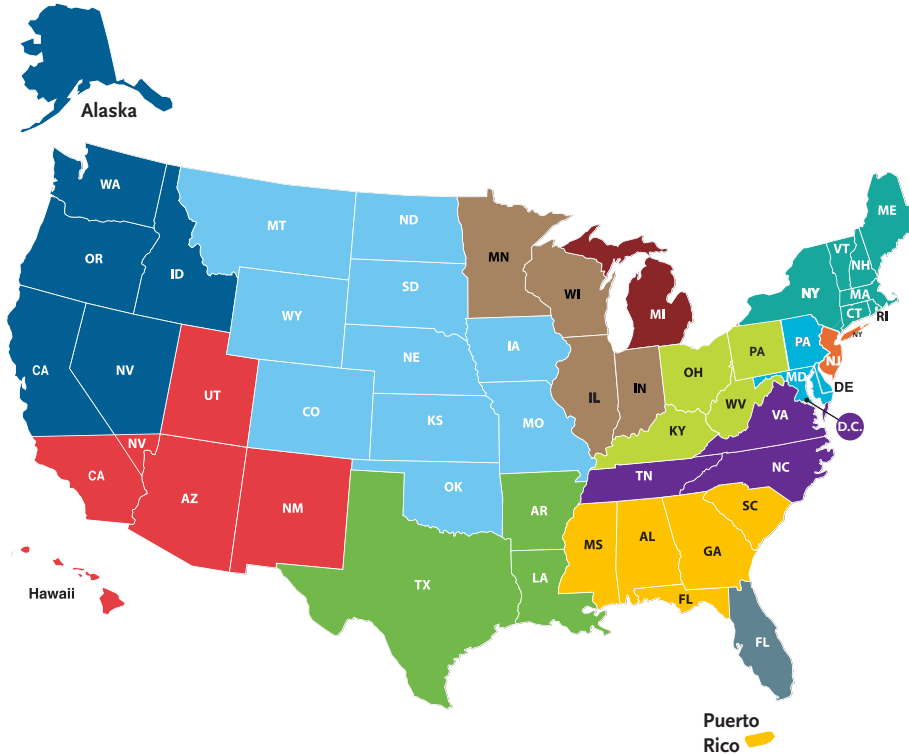 Alaska
WA
MT
ND
ME
OR
ID
MN
VT
NH
SD
WI
NY
MA
WY
MI
CT
RI
NY
IA
PA
PA
NJ
NE
OH
CA
NV
UT
IL
IN
MD
DE
CO
WV
KS
MO
VA
D.C.
KY
NV
CA
TN
NC
AZ
NM
OK
AR
SC
MS
AL
GA
Hawaii
TX
LA
FL
FL
Puerto
Rico